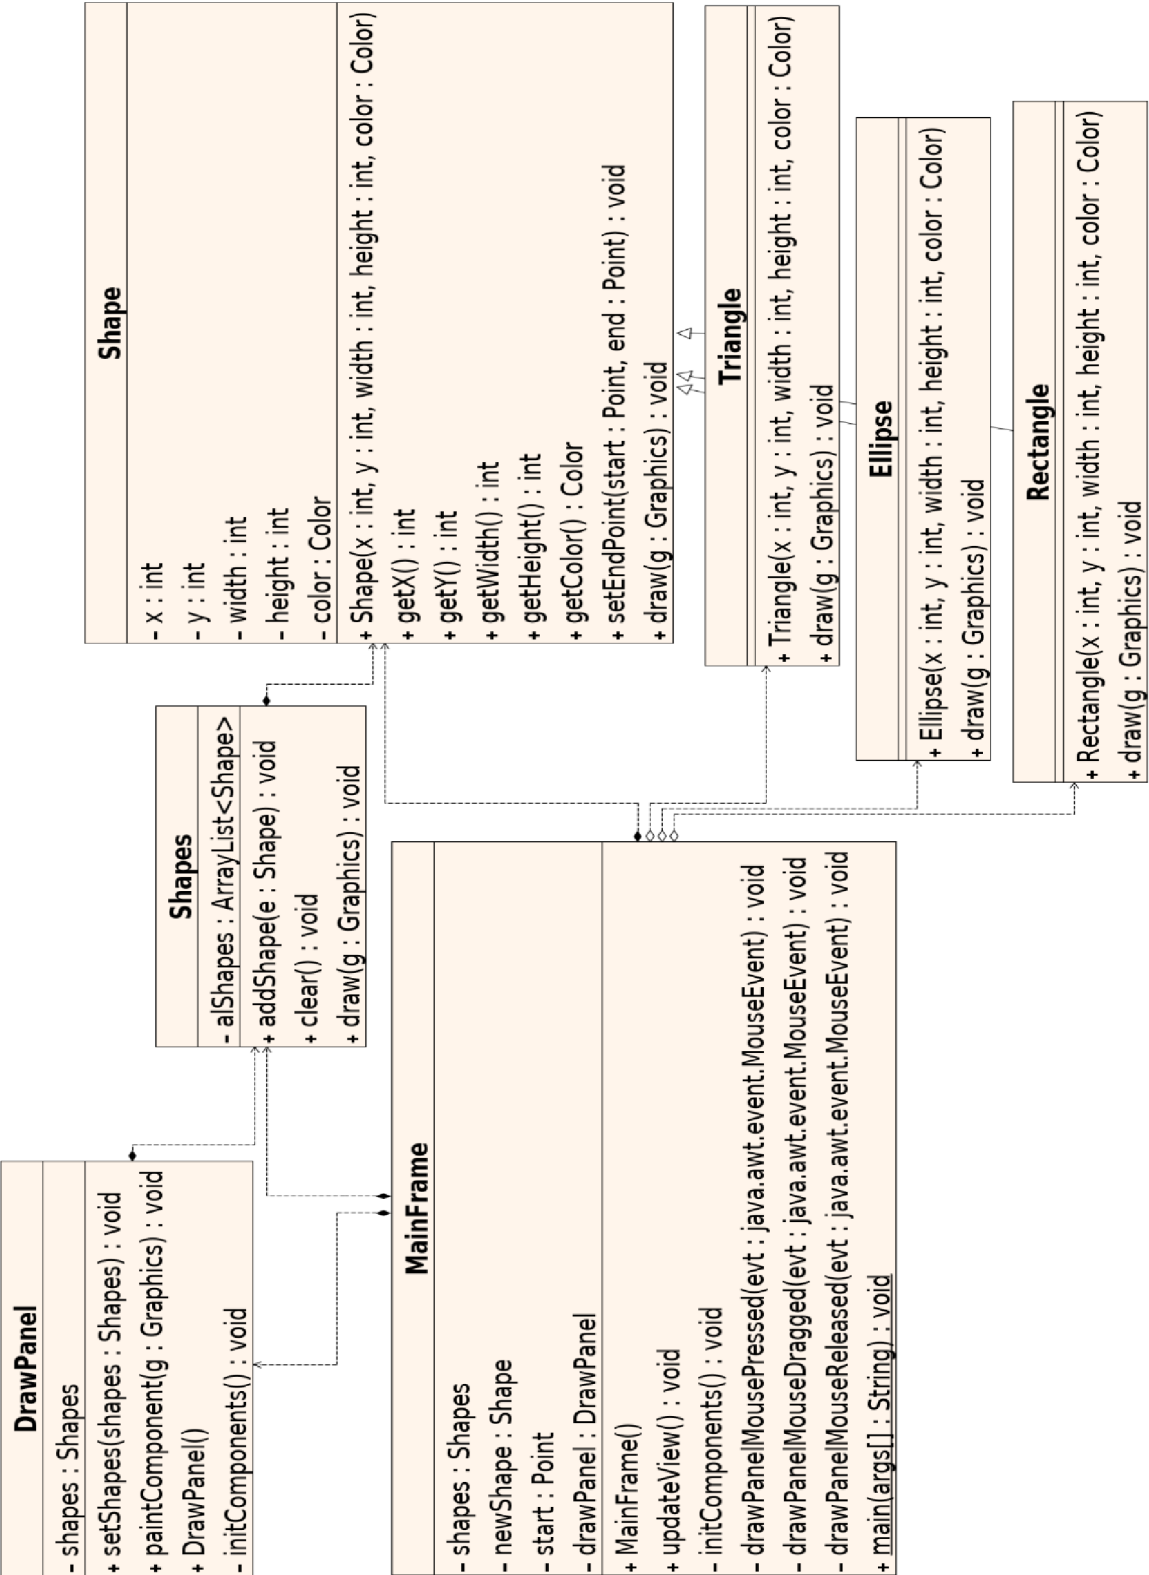 DrawPanel
- shapes : Shapes
+ setShapes(shapes : Shapes) : void
+ paintComponent(g : Graphics) : void
+ DrawPanel()
- initComponents() : void
MainFrame
- shapes : Shapes
- newShape : Shape
- start : Point
- drawPanel : DrawPanel
+ MainFrame()
+ updateView() : void
- initComponents() : void
- drawPanelMousePressed(evt : java.awt.event.MouseEvent) : void
- drawPanelMouseDragged(evt : java.awt.event.MouseEvent) : void
- drawPanelMouseReleased(evt : java.awt.event.MouseEvent) : void
+ main(args[] : String) : void
Shapes
- alShapes : ArrayList<Shape>
+ addShape(e : Shape) : void
+ clear() : void
+ draw(g : Graphics) : void
Shape
- x : int
- y : int
- width : int
- height : int
- color : Color
+ Shape(x : int, y : int, width : int, height : int, color : Color)
+ getX() : int
+ getY() : int
+ getWidth() : int
+ getHeight() : int
+ getColor() : Color
+ setEndPoint(start : Point, end : Point) : void
+ draw(g : Graphics) : void
Triangle
+ Triangle(x : int, y : int, width : int, height : int, color : Color)
+ draw(g : Graphics) : void
Ellipse
+ Ellipse(x : int, y : int, width : int, height : int, color : Color)
+ draw(g : Graphics) : void
Rectangle
+ Rectangle(x : int, y : int, width : int, height : int, color : Color)
+ draw(g : Graphics) : void